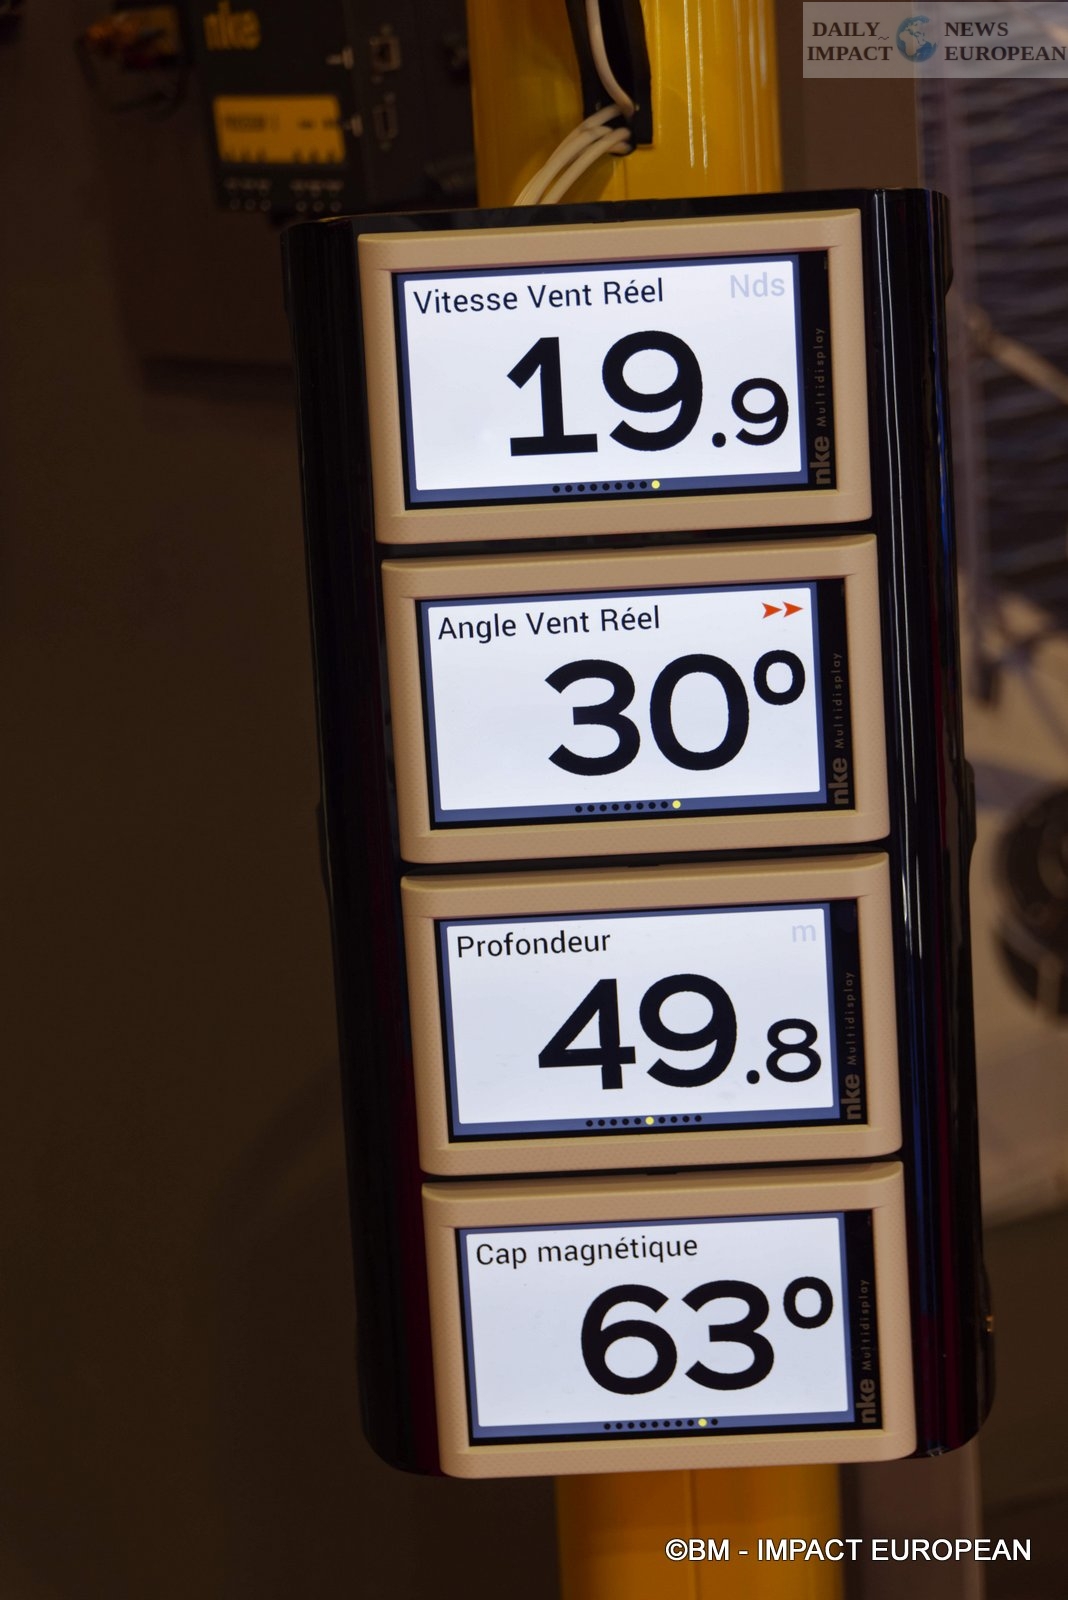 nke
DAILY NEWS
IMPACT EUROPEAN
Vitesse Vent Réel Nds
19.9
nke Multidisplay
Angle Vent Réel
30°
nke Multidisplay
Profondeur m
49.8
nke Multidisplay
Cap magnétique
63°
nke Multidisplay
©BM - IMPACT EUROPEAN